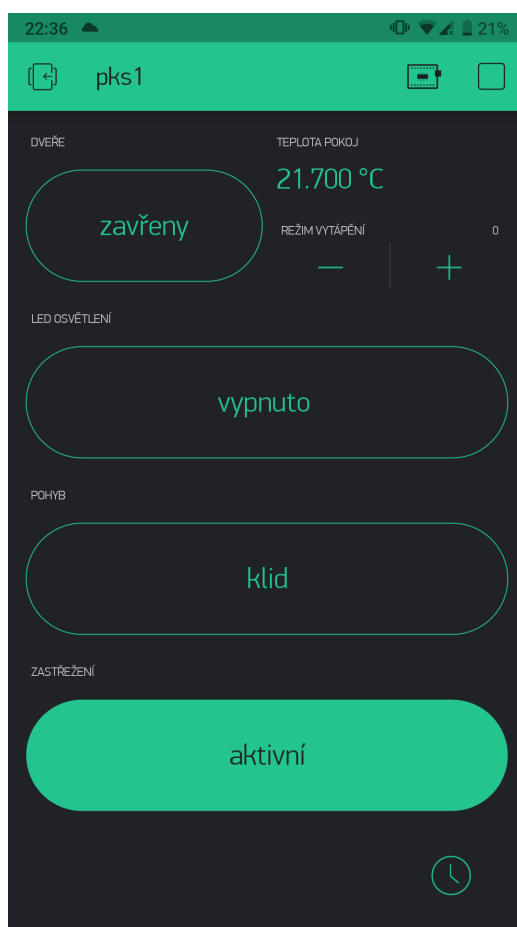 22:36 21%
pks1
DVEŘE
zavřeny
TEPLOTA POKOJ
21.700 °C
REŽIM VYTÁPĚNÍ 0
− +
LED OSVĚTLENÍ
vypnuto
POHYB
klid
ZASTŘEŽENÍ
aktivní